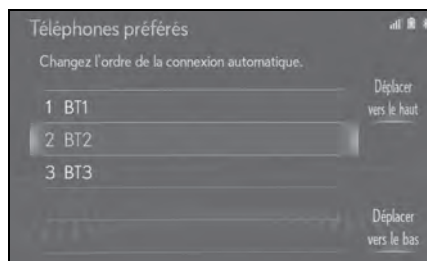 Téléphones préférés
Changez l'ordre de la connexion automatique.
Déplacer
vers le haut
1 BT1
2 BT2
3 BT3
Déplacer
vers le bas